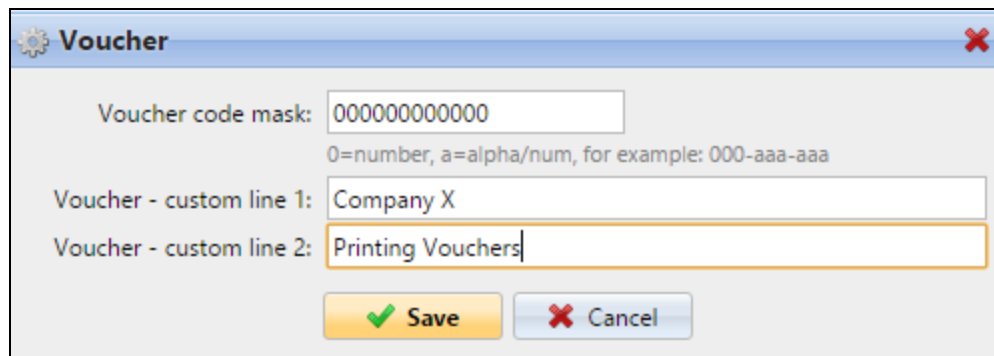 Voucher
Voucher code mask: 000000000000
0=number, a=alpha/num, for example: 000-aaa-aaa
Voucher - custom line 1: Company X
Voucher - custom line 2: Printing Vouchers
Save Cancel